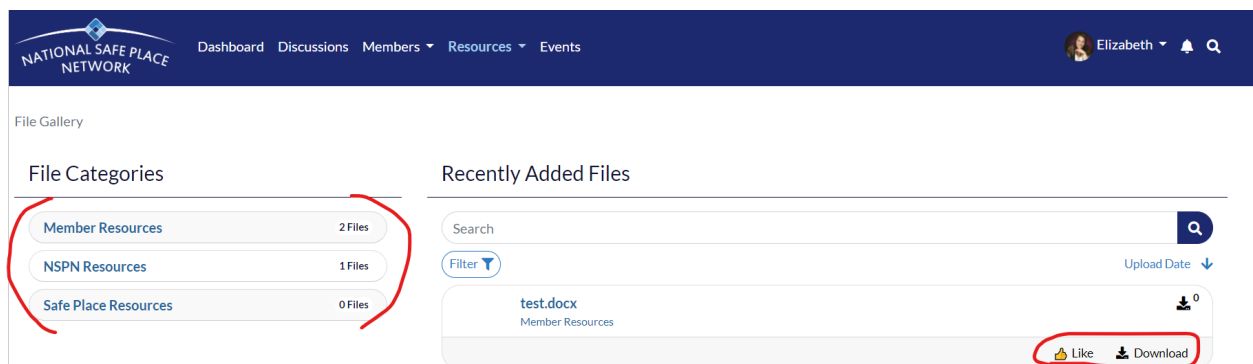 NATIONAL SAFE PLACE
NETWORK
Dashboard Discussions Members Resources Events
Elizabeth
File Gallery
File Categories
Member Resources 2 Files
NSPN Resources 1 Files
Safe Place Resources 0 Files
Recently Added Files
Search
Filter
Upload Date
test.docx
0
Member Resources
Like Download